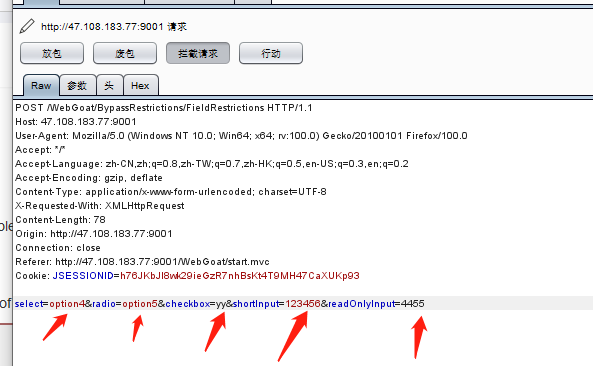 http://47.108.183.77:9001 请求
放包 废包 拦截请求 行动
Raw 参数 头 Hex
POST /WebGoat/BypassRestrictions/FieldRestrictions HTTP/1.1
Host: 47.108.183.77:9001
User-Agent: Mozilla/5.0 (Windows NT 10.0; Win64; x64; rv:100.0) Gecko/20100101 Firefox/100.0
Accept: */*
Accept-Language: zh-CN,zh;q=0.8,zh-TW;q=0.7,zh-HK;q=0.5,en-US;q=0.3,en;q=0.2
Accept-Encoding: gzip, deflate
Content-Type: application/x-www-form-urlencoded; charset=UTF-8
X-Requested-With: XMLHttpRequest
Content-Length: 78
Origin: http://47.108.183.77:9001
Connection: close
Referer: http://47.108.183.77:9001/WebGoat/start.mvc
Cookie: JSESSIONID=h76JKbJl8wk29ieGzR7nhBsKt4T9MH47CaXUKp93
select=option4&radio=option5&checkbox=yy&shortInput=123456&readOnlyInput=4455
of